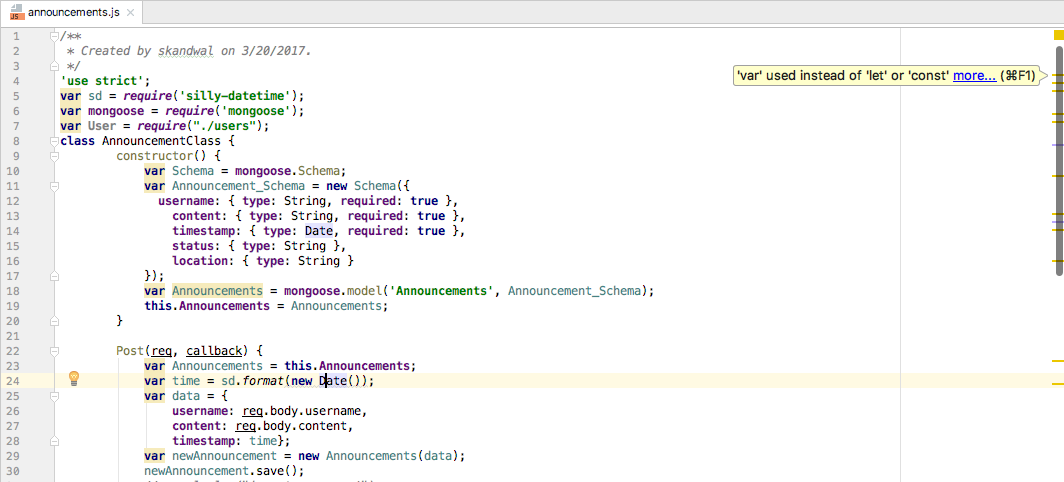 announcements.js
'var' used instead of 'let' or 'const' more... (⌘F1)
1 /**
2 * Created by skandwal on 3/20/2017.
3 */
4 'use strict';
5 var sd = require('silly-datetime');
6 var mongoose = require('mongoose');
7 var User = require("./users");
8 class AnnouncementClass {
9 constructor() {
10 var Schema = mongoose.Schema;
11 var Announcement_Schema = new Schema({
12 username: { type: String, required: true },
13 content: { type: String, required: true },
14 timestamp: { type: Date, required: true },
15 status: { type: String },
16 location: { type: String }
17 });
18 var Announcements = mongoose.model('Announcements', Announcement_Schema);
19 this.Announcements = Announcements;
20 }
21
22 Post(req, callback) {
23 var Announcements = this.Announcements;
24 var time = sd.format(new Date());
25 var data = {
26 username: req.body.username,
27 content: req.body.content,
28 timestamp: time};
29 var newAnnouncement = new Announcements(data);
30 newAnnouncement.save();